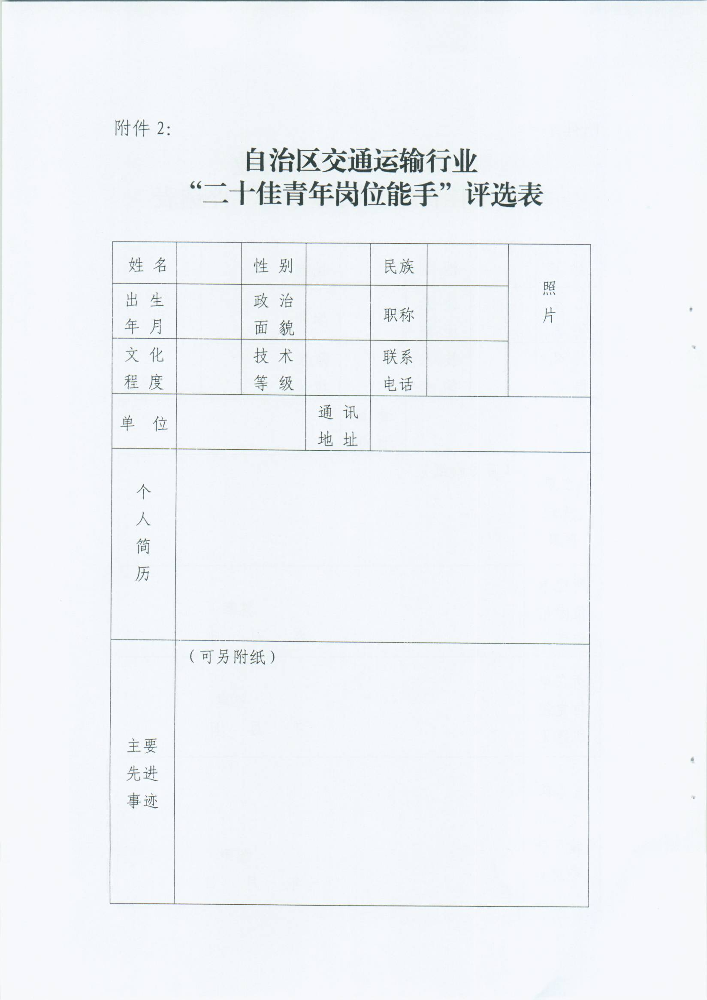 附件 2:
自治区交通运输行业
“二十佳青年岗位能手”评选表
姓 名
性 别
民族
照
片
出 生
年 月
政 治
面 貌
职称
文 化
程 度
技 术
等 级
联系
电话
单 位
通 讯
地 址
个
人
简
历
（可另附纸）
主要
先进
事迹